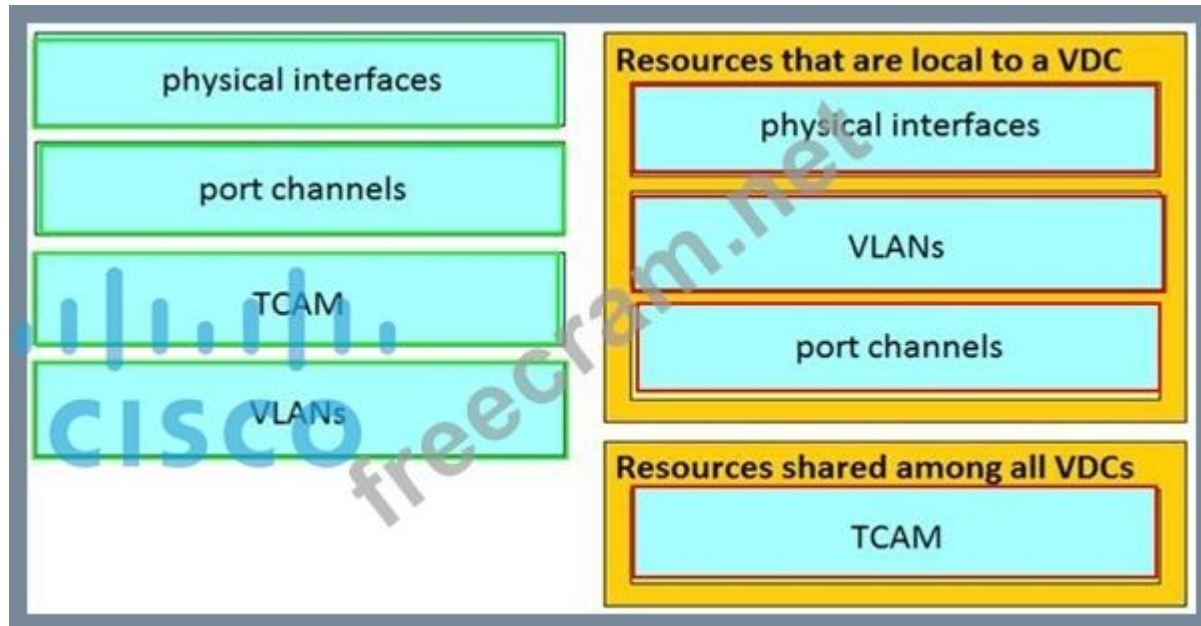 physical interfaces
port channels
TCAM
VLANs
CISCO
Resources that are local to a VDC
physical interfaces
VLANs
port channels
Resources shared among all VDCs
TCAM
freecram.net